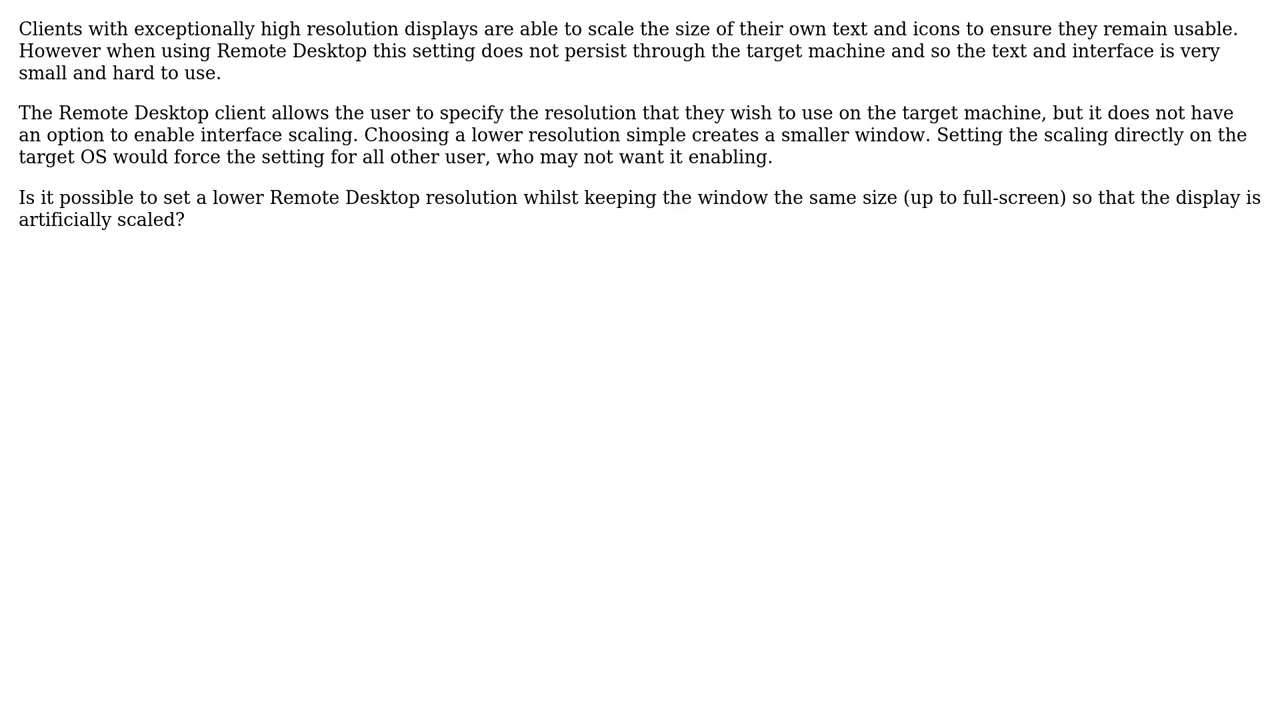 Clients with exceptionally high resolution displays are able to scale the size of their own text and icons to ensure they remain usable.
However when using Remote Desktop this setting does not persist through the target machine and so the text and interface is very
small and hard to use.
The Remote Desktop client allows the user to specify the resolution that they wish to use on the target machine, but it does not have
an option to enable interface scaling. Choosing a lower resolution simple creates a smaller window. Setting the scaling directly on the
target OS would force the setting for all other user, who may not want it enabling.
Is it possible to set a lower Remote Desktop resolution whilst keeping the window the same size (up to full-screen) so that the display is
artificially scaled?